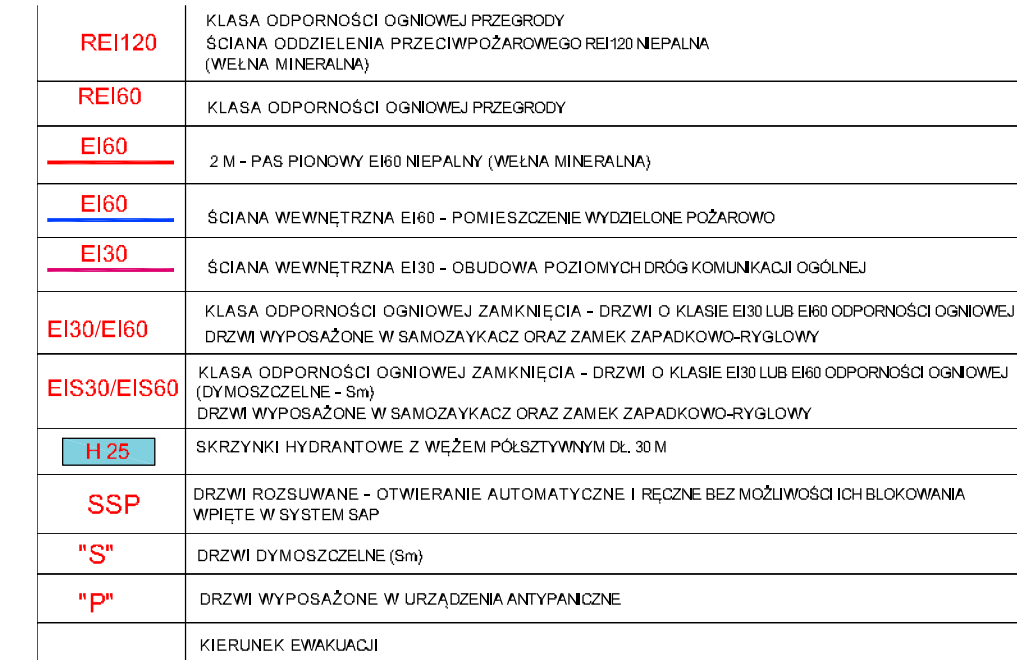 REI120
KLASA ODPORNOŚCI OGNIOWEJ PRZEGRODY
ŚCIANA ODDZIELENIA PRZECIWPOŻAROWEGO REI120 NIEPALNA
(WEŁNA MINERALNA)
REI60
KLASA ODPORNOŚCI OGNIOWEJ PRZEGRODY
EI60
2 M - PAS PIONOWY EI60 NIEPALNY (WEŁNA MINERALNA)
EI60
ŚCIANA WEWNĘTRZNA EI60 - POMIESZCZENIE WYDZIELONE POŻAROWO
EI30
ŚCIANA WEWNĘTRZNA EI30 - OBUDOWA POZIOMYCH DRÓG KOMUNIKACJI OGÓLNEJ
EI30/EI60
KLASA ODPORNOŚCI OGNIOWEJ ZAMKNIĘCIA - DRZWI O KLASIE EI30 LUB EI60 ODPORNOŚCI OGNIOWEJ
DRZWI WYPOSAŻONE W SAMOZAYKACZ ORAZ ZAMEK ZAPADKOWO-RYGLOWY
EIS30/EIS60
KLASA ODPORNOŚCI OGNIOWEJ ZAMKNIĘCIA - DRZWI O KLASIE EI30 LUB EI60 ODPORNOŚCI OGNIOWEJ
(DYMOSZCZELNE - Sm)
DRZWI WYPOSAŻONE W SAMOZAYKACZ ORAZ ZAMEK ZAPADKOWO-RYGLOWY
H 25
SKRZYNKI HYDRANTOWE Z WĘŻEM PÓŁSZTYWNYM DŁ. 30 M
SSP
DRZWI ROZSUWANE - OTWIERANIE AUTOMATYCZNE I RĘCZNE BEZ MOŻLIWOŚCI ICH BLOKOWANIA
WPIĘTE W SYSTEM SAP
"S"
DRZWI DYMOSZCZELNE (Sm)
"P"
DRZWI WYPOSAŻONE W URZĄDZENIA ANTYPANICZNE
KIERUNEK EWAKUACJI